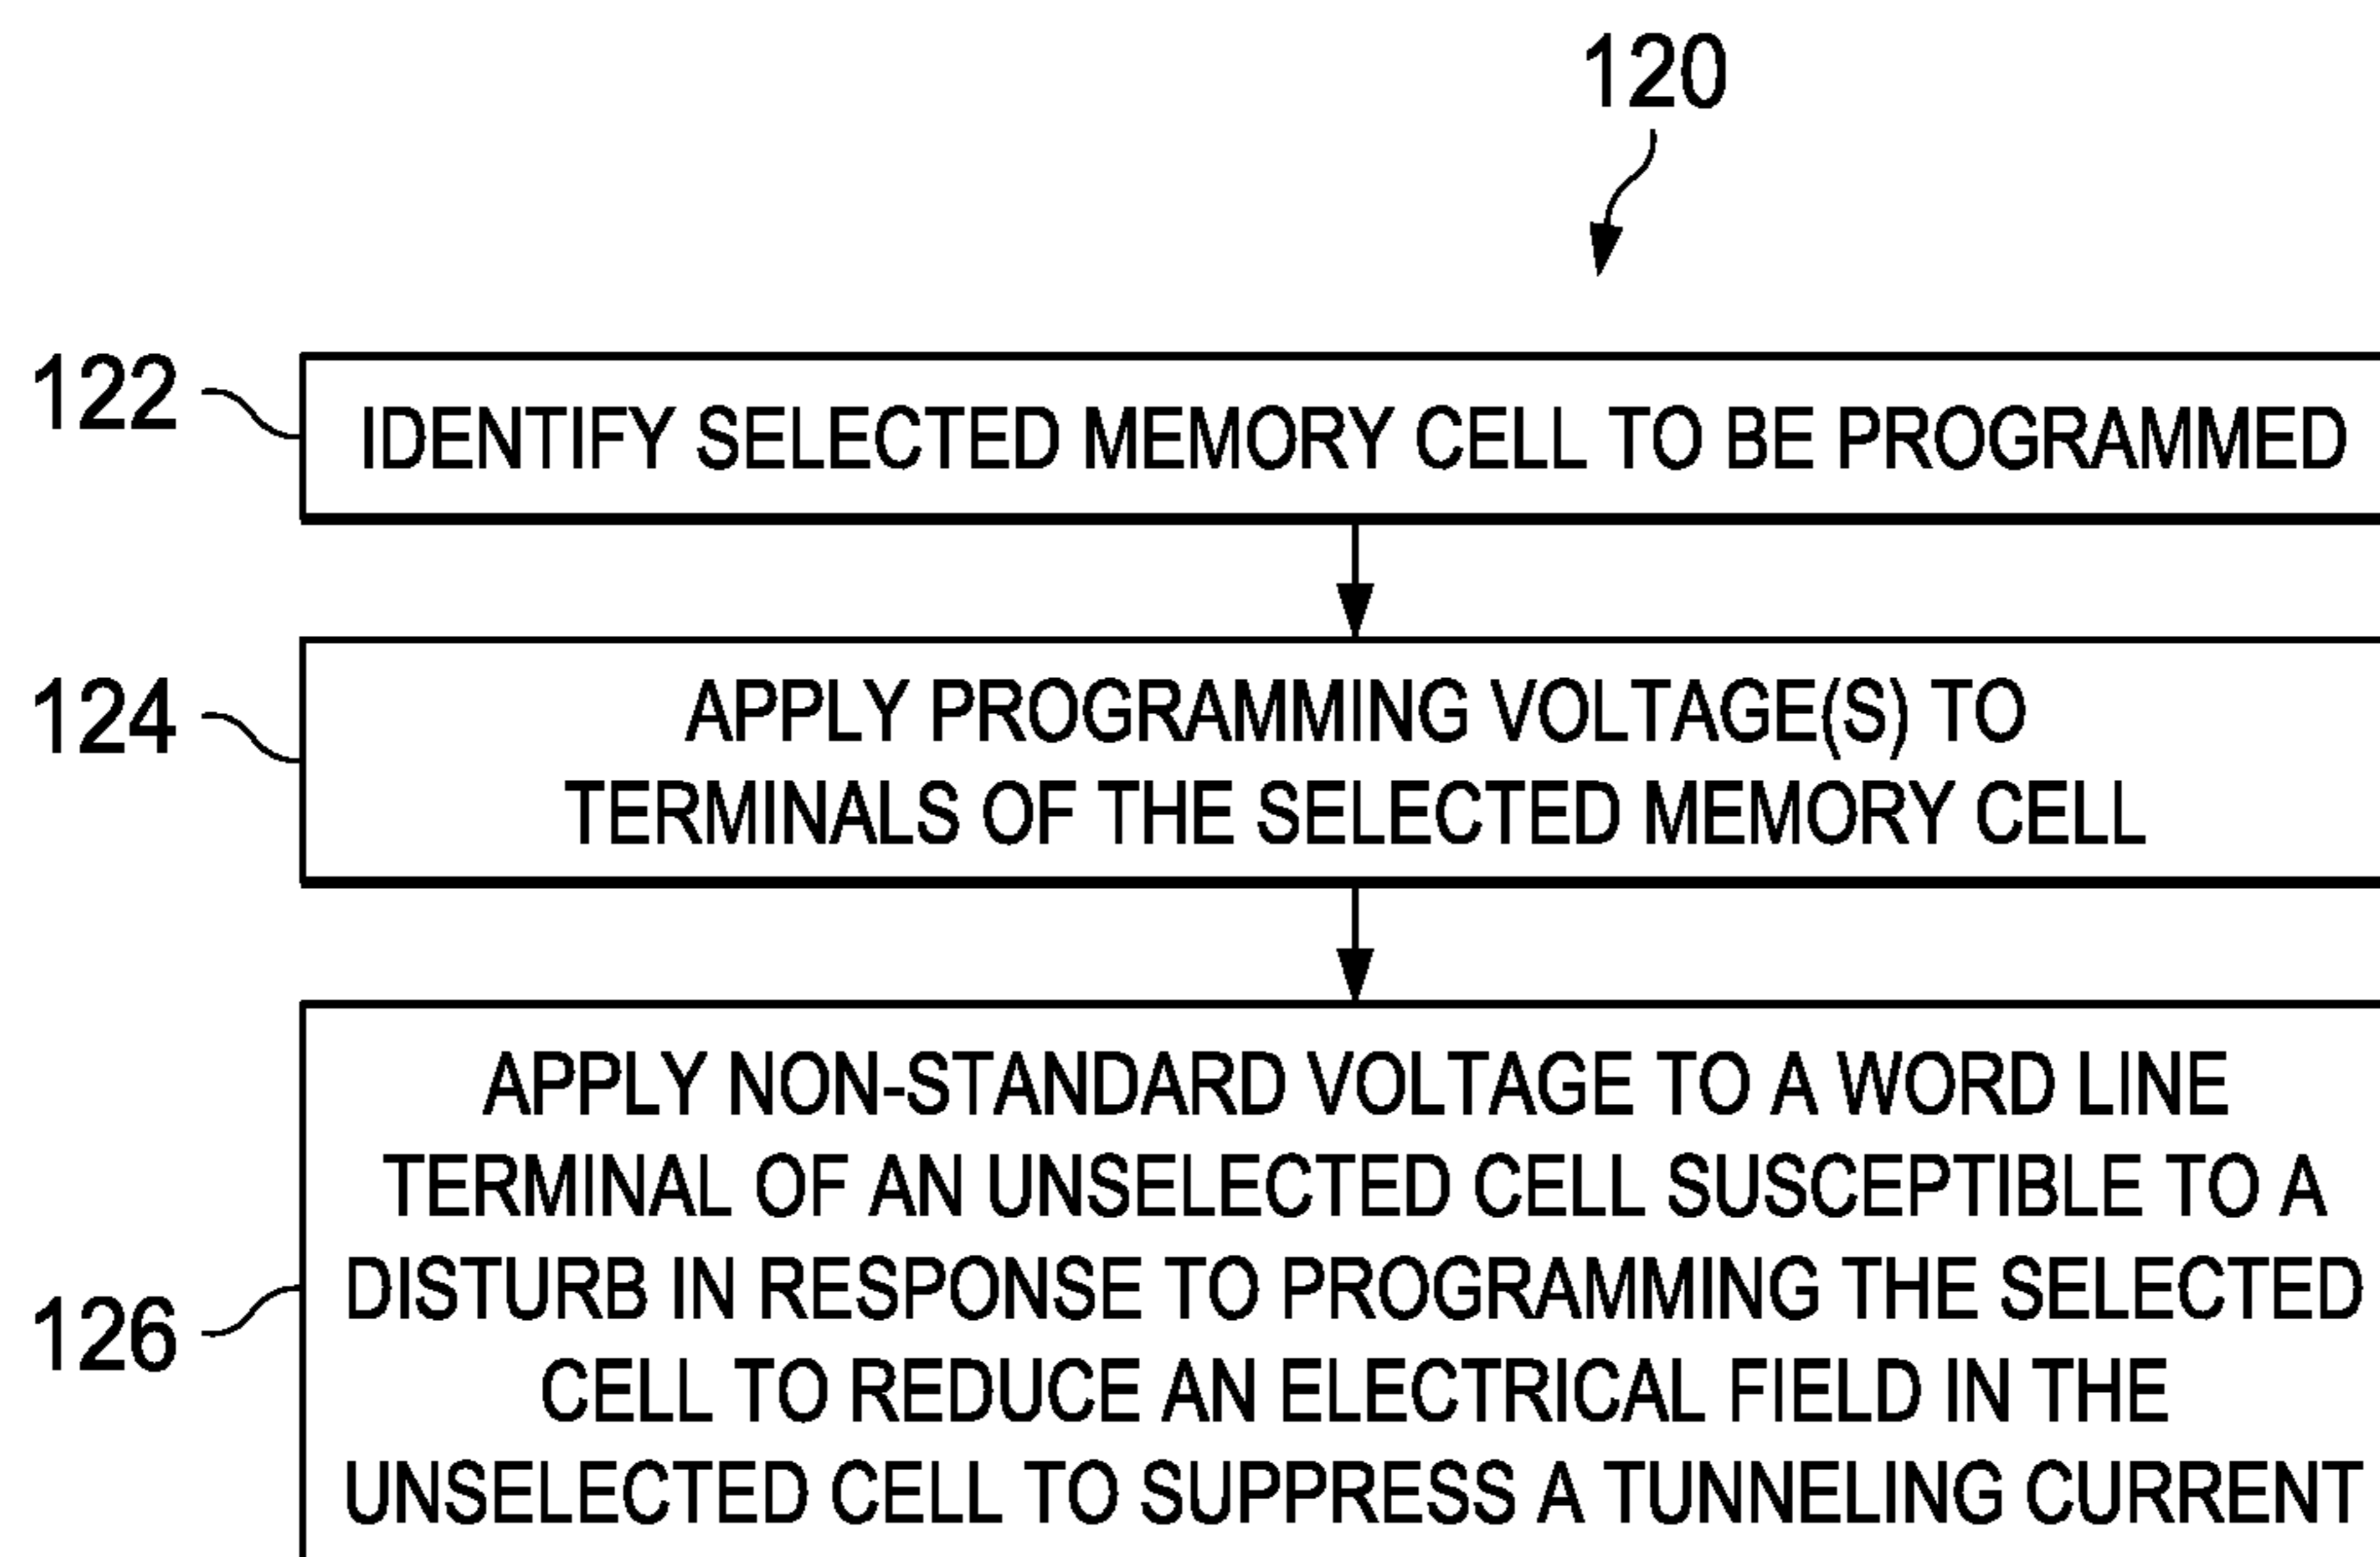 120
122
IDENTIFY SELECTED MEMORY CELL TO BE PROGRAMMED
124
APPLY PROGRAMMING VOLTAGE(S) TO
TERMINALS OF THE SELECTED MEMORY CELL
126
APPLY NON-STANDARD VOLTAGE TO A WORD LINE
TERMINAL OF AN UNSELECTED CELL SUSCEPTIBLE TO A
DISTURB IN RESPONSE TO PROGRAMMING THE SELECTED
CELL TO REDUCE AN ELECTRICAL FIELD IN THE
UNSELECTED CELL TO SUPPRESS A TUNNELING CURRENT